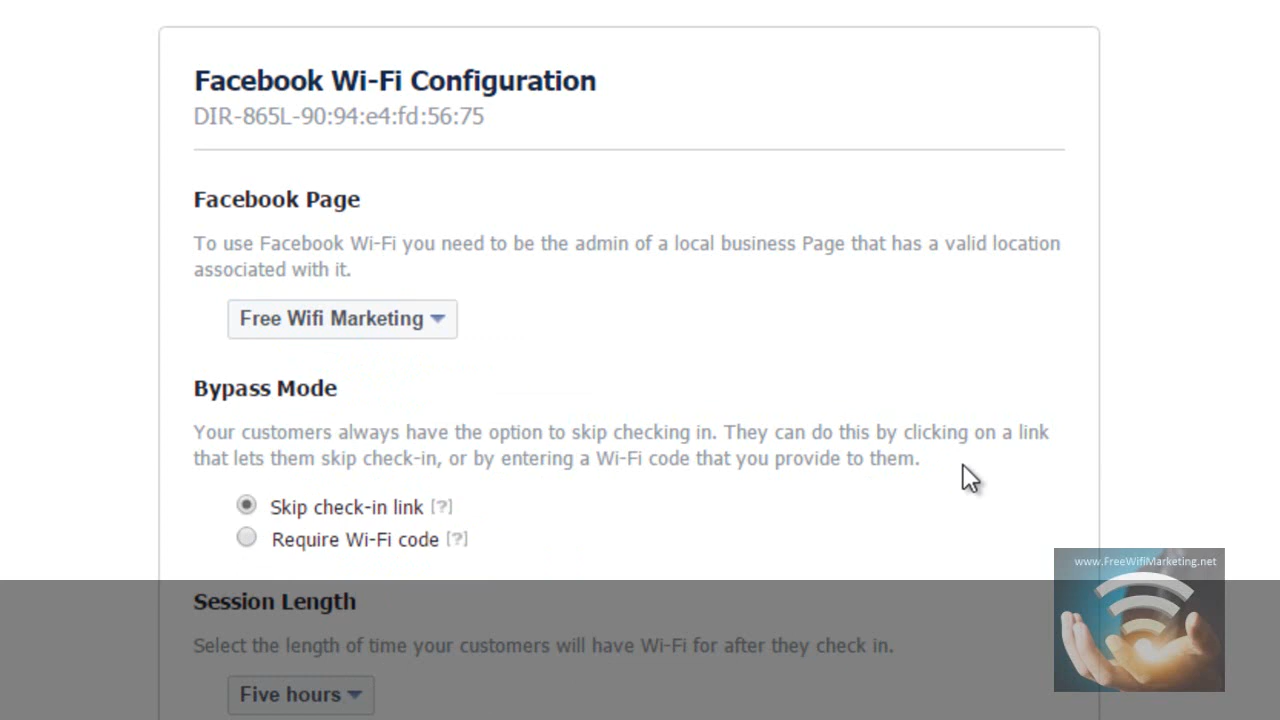 Facebook Wi-Fi Configuration
DIR-865L-90:94:e4:fd:56:75
Facebook Page
To use Facebook Wi-Fi you need to be the admin of a local business Page that has a valid location
associated with it.
Free Wifi Marketing
Bypass Mode
Your customers always have the option to skip checking in. They can do this by clicking on a link
that lets them skip check-in, or by entering a Wi-Fi code that you provide to them.
Skip check-in link [?]
Require Wi-Fi code [?]
www.FreeWifiMarketing.net
Session Length
Select the length of time your customers will have Wi-Fi for after they check in.
Five hours